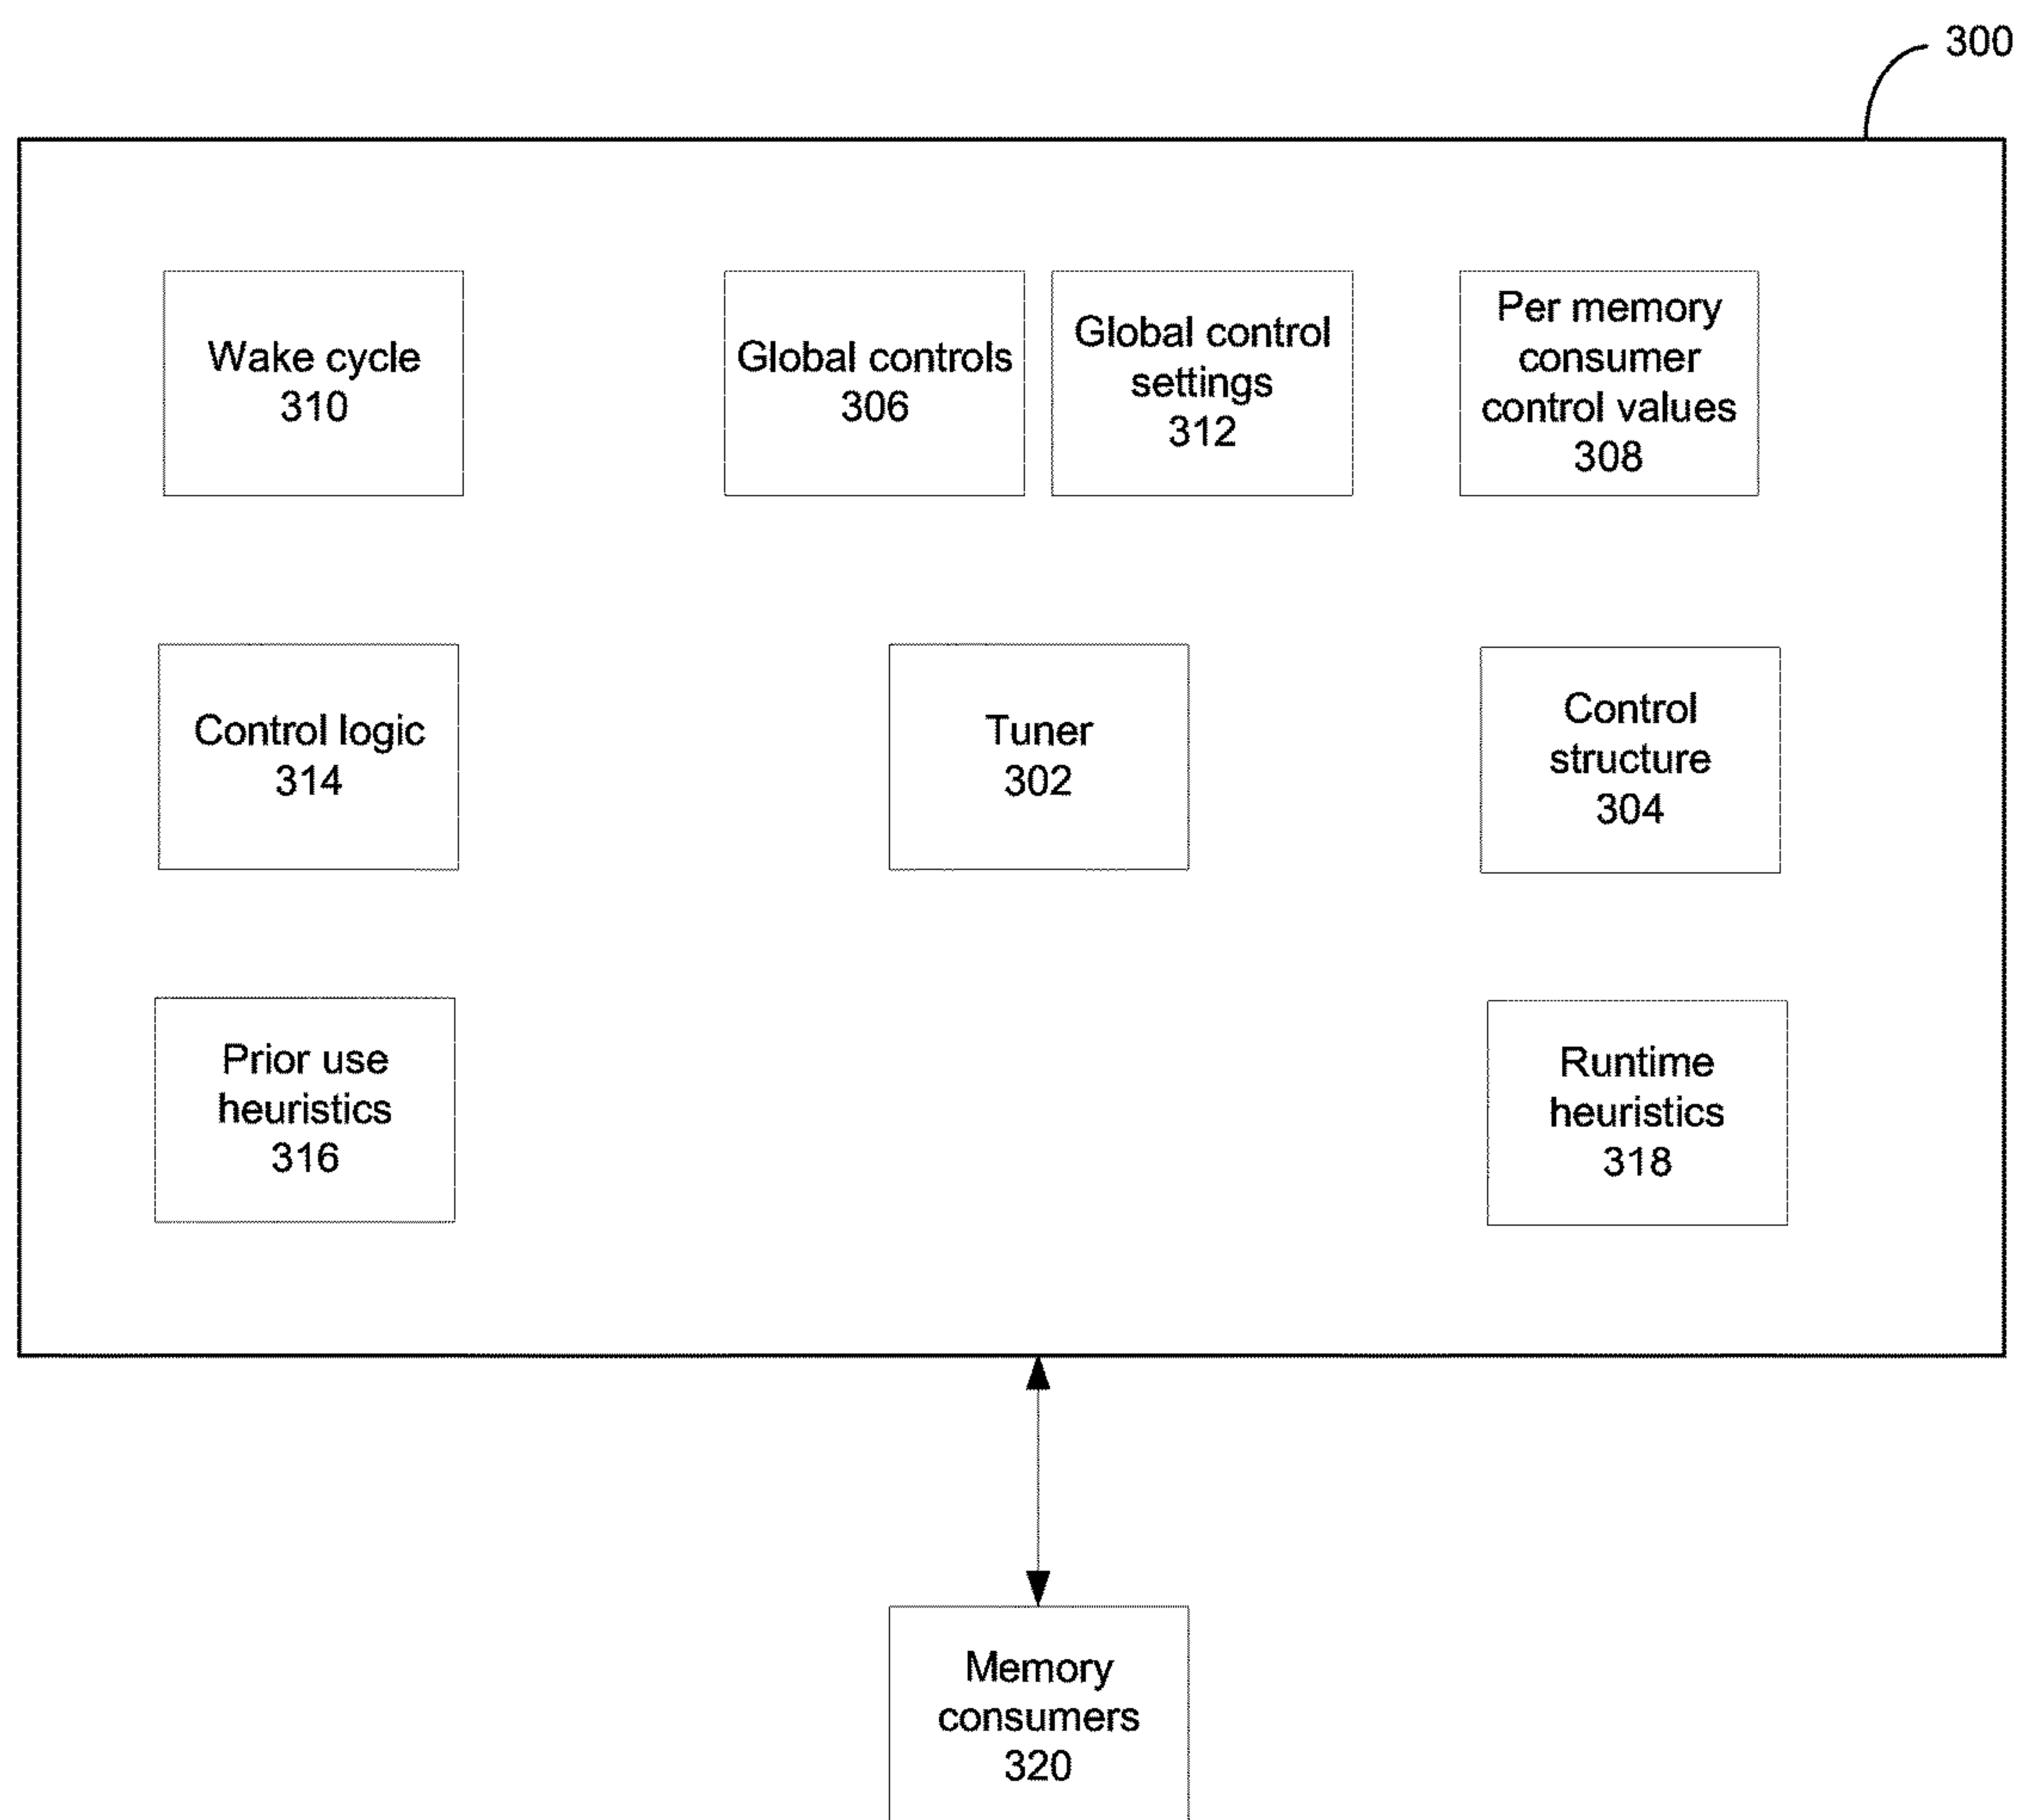 300
Wake cycle
310
Global controls
306
Global control
settings
312
Per memory
consumer
control values
308
Control logic
314
Tuner
302
Control
structure
304
Prior use
heuristics
316
Runtime
heuristics
318
Memory
consumers
320